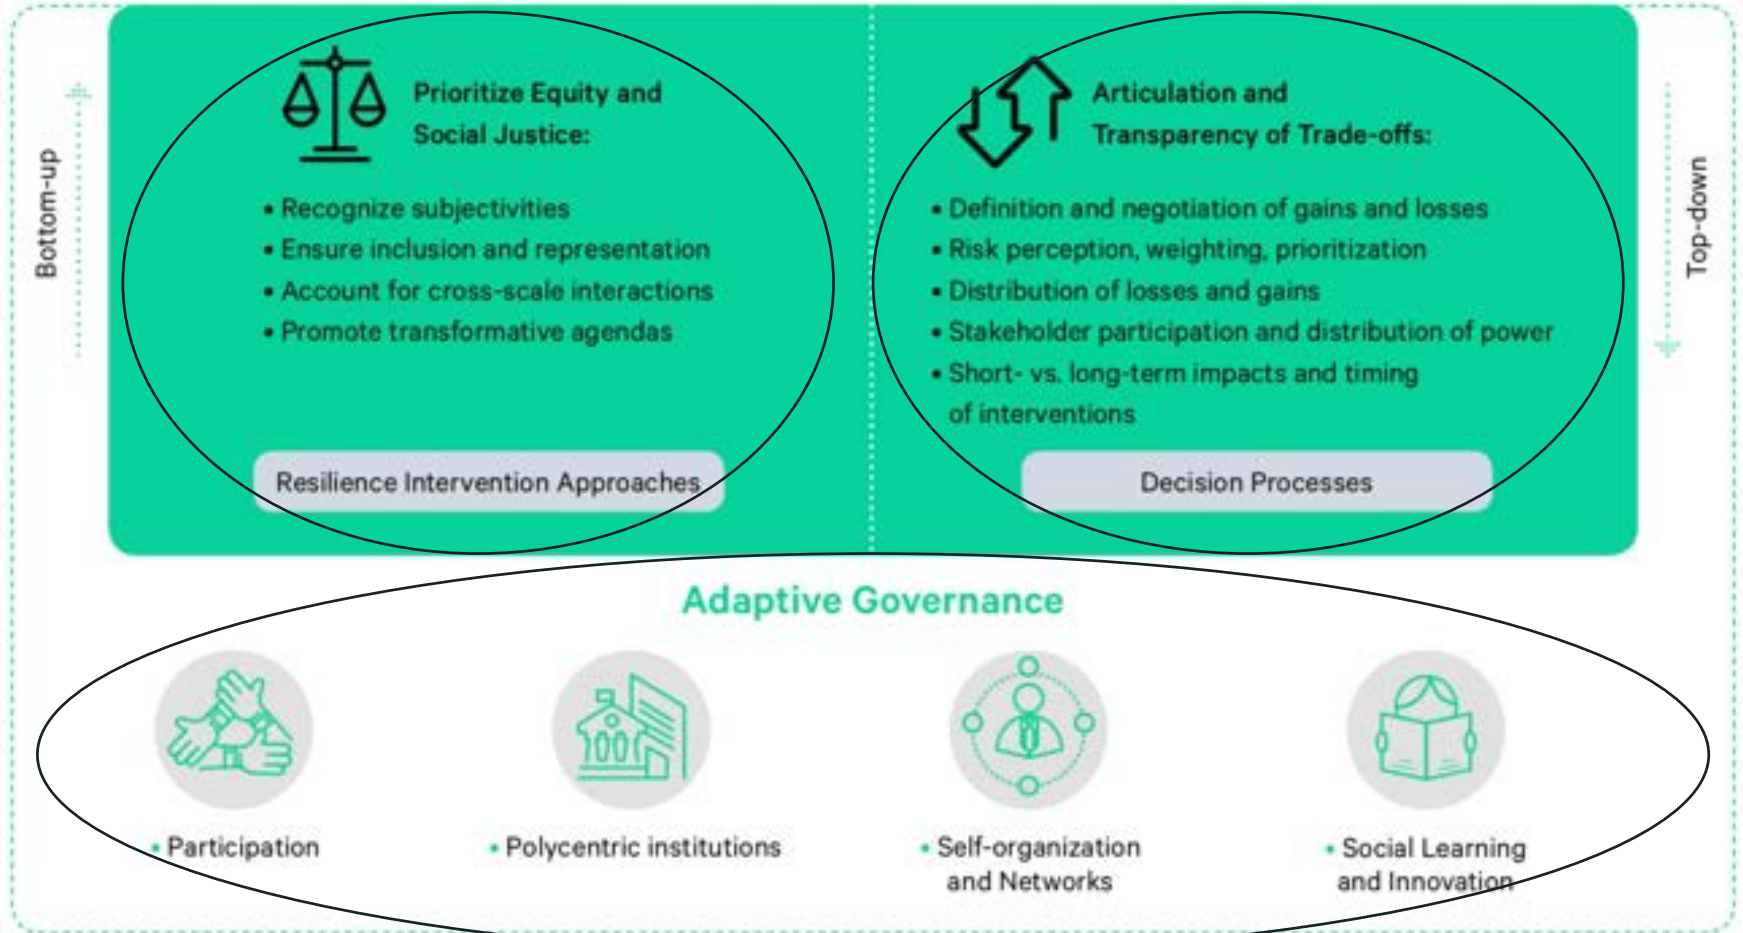 Bottom-up
Prioritize Equity and
Social Justice:
• Recognize subjectivities
• Ensure inclusion and representation
• Account for cross-scale interactions
• Promote transformative agendas
Resilience Intervention Approaches
Articulation and
Transparency of Trade-offs:
• Definition and negotiation of gains and losses
• Risk perception, weighting, prioritization
• Distribution of losses and gains
• Stakeholder participation and distribution of power
• Short- vs. long-term impacts and timing
of interventions
Decision Processes
Top-down
Adaptive Governance
• Participation
• Polycentric institutions
• Self-organization
and Networks
• Social Learning
and Innovation